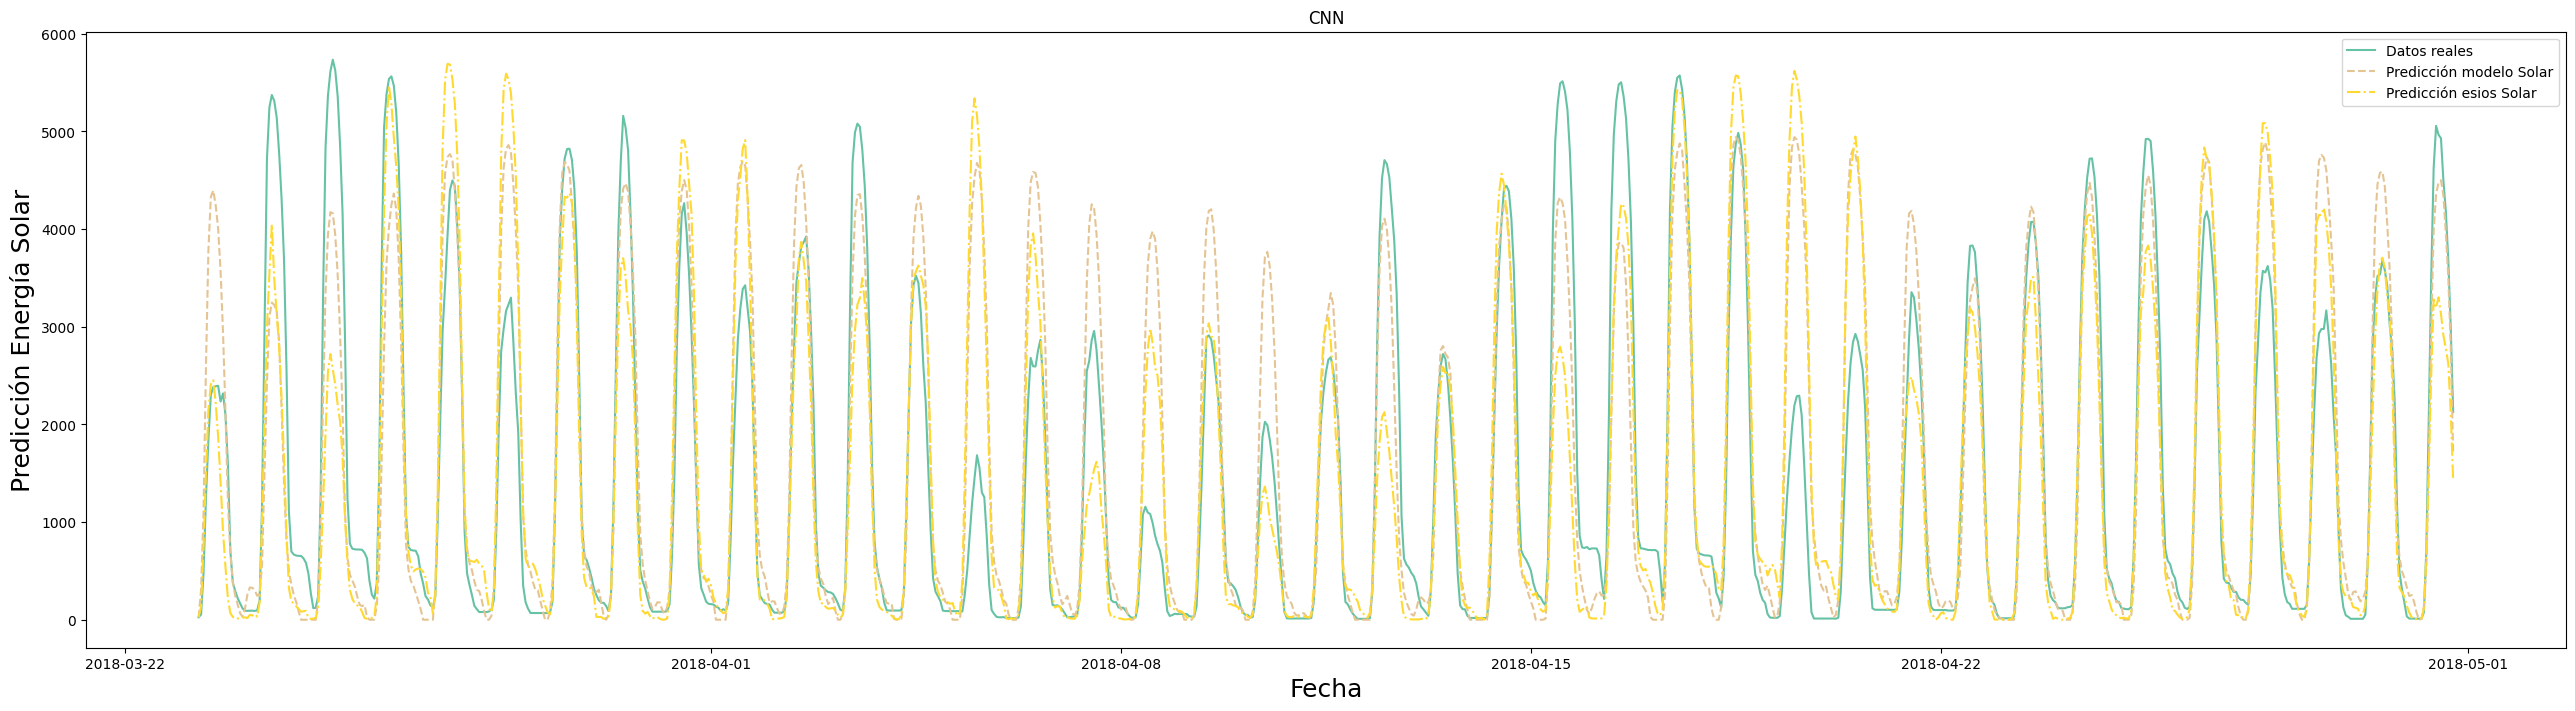 CNN
Predicción Energía Solar
6000
5000
4000
3000
2000
1000
0
Datos reales
Predicción modelo Solar
Predicción esios Solar
2018-03-22
2018-04-01
2018-04-08
2018-04-15
2018-04-22
2018-05-01
Fecha